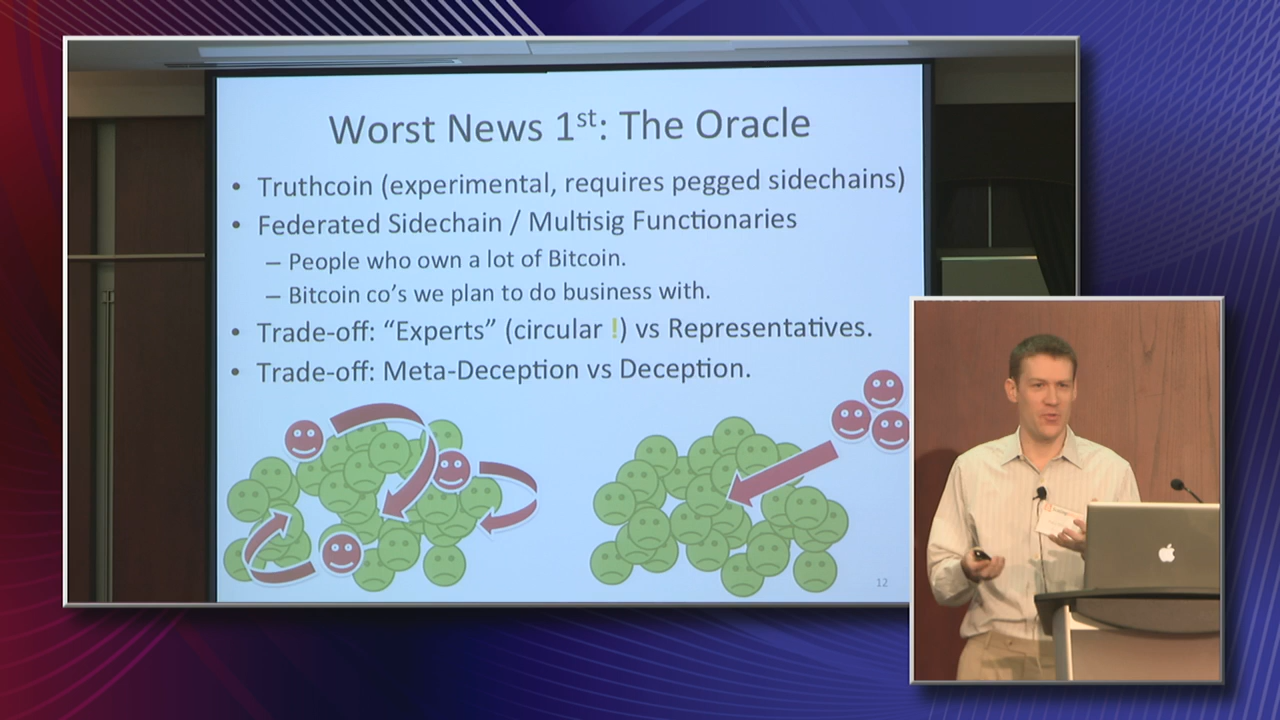 Worst News 1st: The Oracle
• Truthcoin (experimental, requires pegged sidechains)
• Federated Sidechain / Multisig Functionaries
– People who own a lot of Bitcoin.
– Bitcoin co's we plan to do business with.
• Trade-off: “Experts” (circular !) vs Representatives.
• Trade-off: Meta-Deception vs Deception.
12